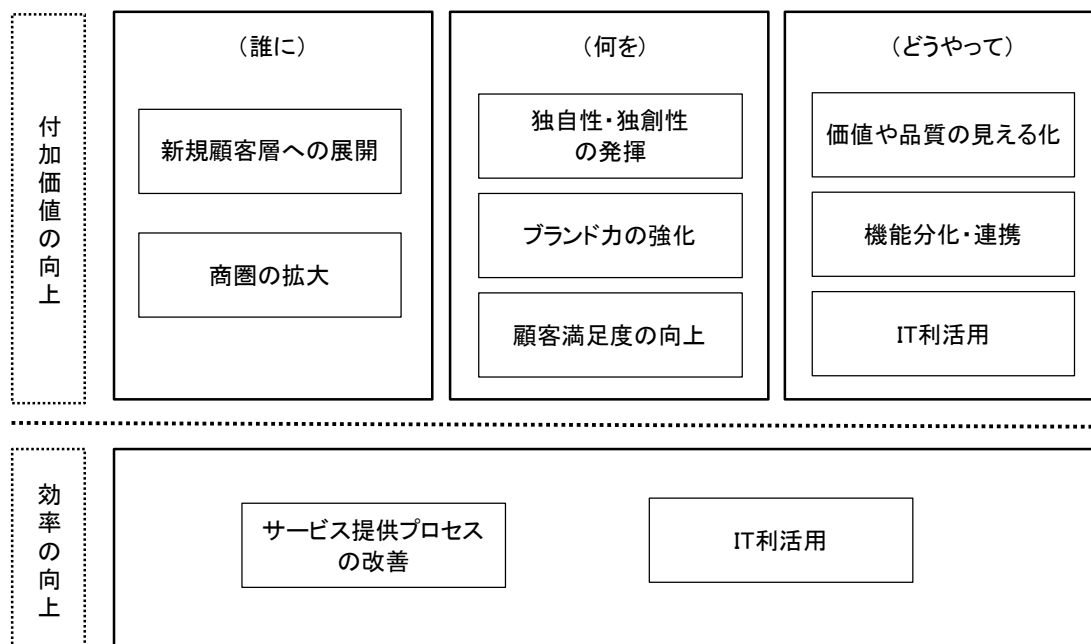 付加価値の向上
（誰に）
新規顧客層への展開
商圏の拡大
（何を）
独自性・独創性
の発揮
ブランド力の強化
顧客満足度の向上
（どうやって）
価値や品質の見える化
機能分化・連携
IT利活用
効率の向上
サービス提供プロセス
の改善
IT利活用